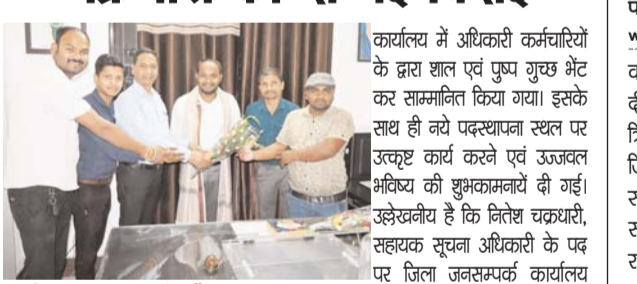 कार्यालय में अधिकारी कर्मचारियों
के द्वारा शाल एवं पुष्प गुच्छ भेंट
कर साम्मानित किया गया। इसके
साथ ही नये पदस्थापना स्थल पर
उत्कृष्ट कार्य करने एवं उज्जवल
भविष्य की शुभकामनायें दी गई।
उल्लेखनीय है कि नितेश चक्रधारी,
सहायक सूचना अधिकारी के पद
पर जिला जनसम्पर्क कार्यालय